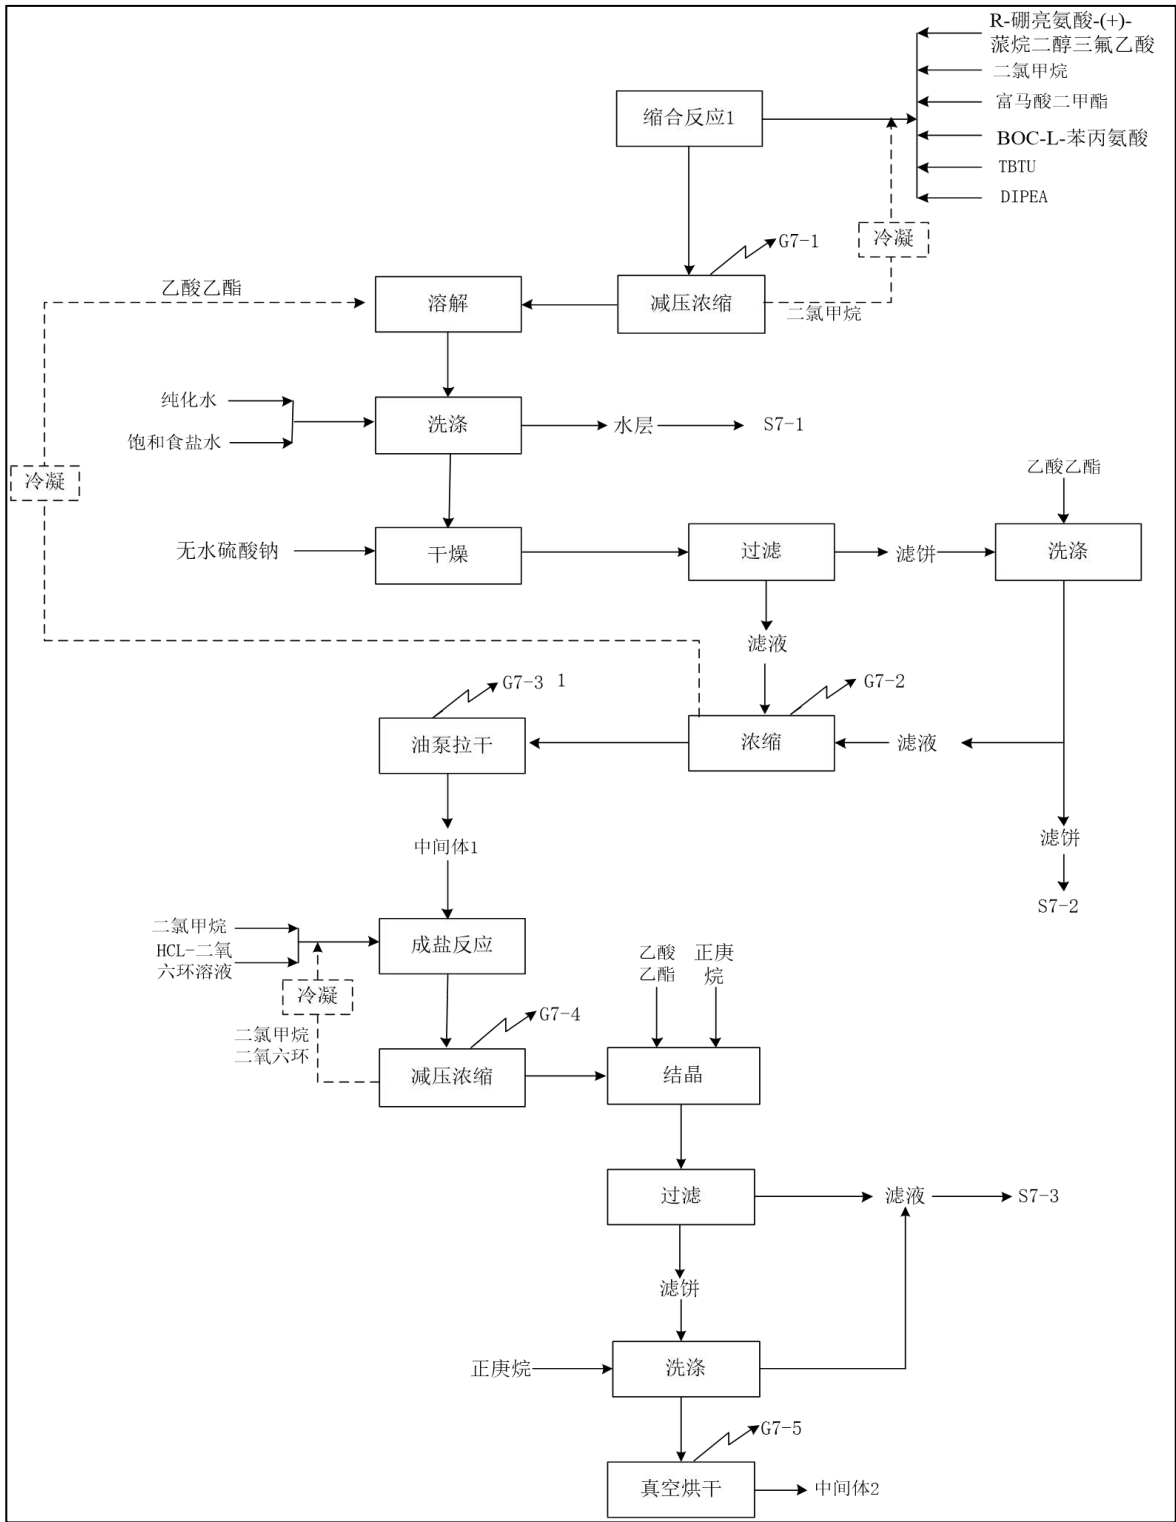 R-硼亮氨酸-(+)-
蒎烷二醇三氟乙酸
二氯甲烷
富马酸二甲酯
BOC-L-苯丙氨酸
TBTU
DIPEA
缩合反应1
冷凝
G7-1
减压浓缩
二氯甲烷
乙酸乙酯
溶解
纯化水
饱和食盐水
洗涤
水层
S7-1
冷凝
乙酸乙酯
无水硫酸钠
干燥
过滤
滤饼
洗涤
滤液
G7-3 1
G7-2
油泵拉干
浓缩
滤液
滤饼
S7-2
中间体1
二氯甲烷
HCL-二氧
六环溶液
成盐反应
冷凝
乙酸
乙酯
正庚
烷
G7-4
二氯甲烷
二氧六环
减压浓缩
结晶
过滤
滤液
S7-3
滤饼
正庚烷
洗涤
G7-5
真空烘干
中间体2